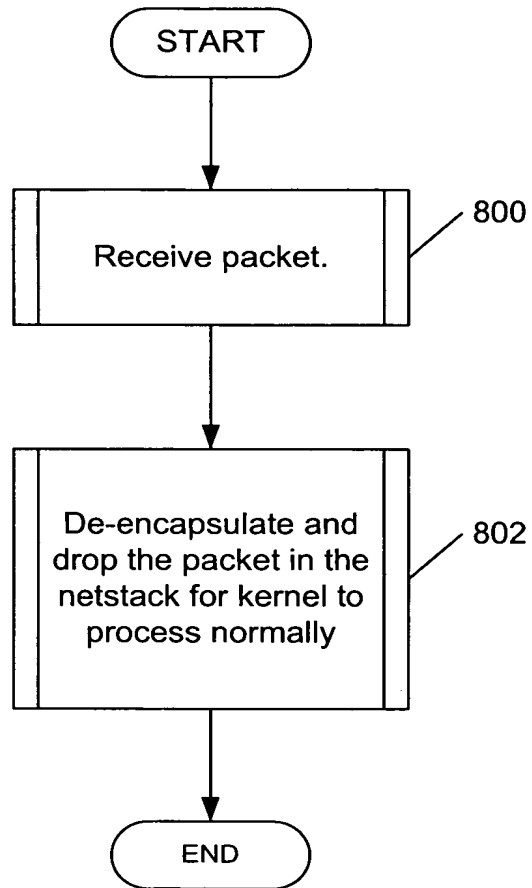 START
Receive packet.
800
De-encapsulate and
drop the packet in the
netstack for kernel to
process normally
802
END